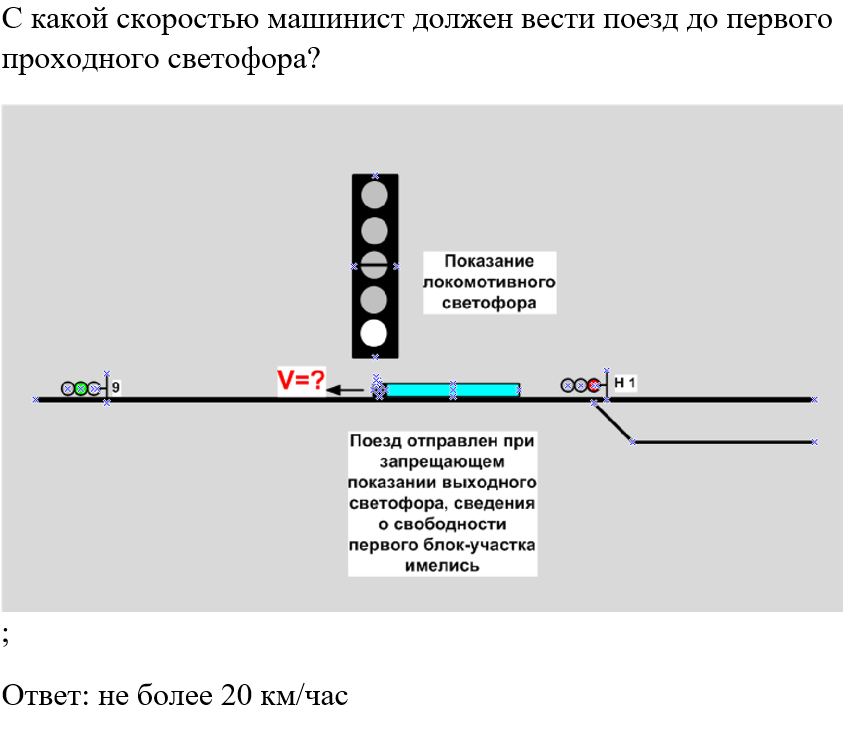 С какой скоростью машинист должен вести поезд до первого
проходного светофора?
Показание
локомотивного
светофора
V=?
9
Н 1
Поезд отправлен при
запрещающем
показании выходного
светофора, сведения
о свободности
первого блок-участка
имелись
;
Ответ: не более 20 км/час